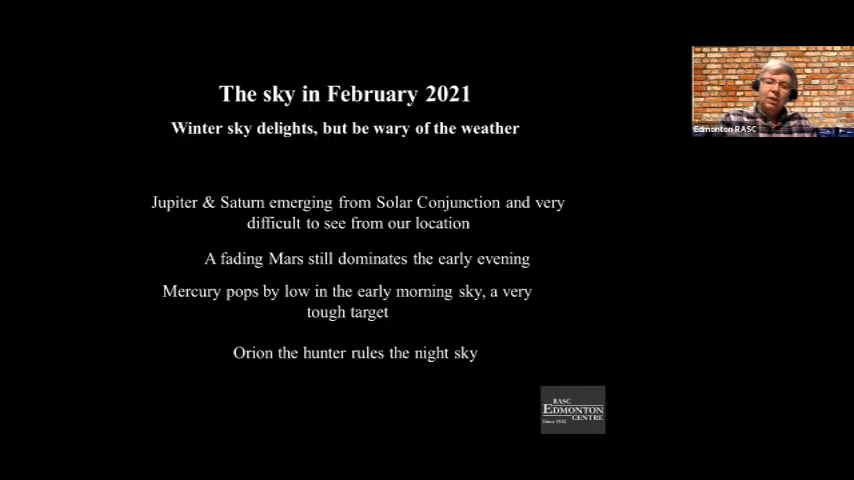 The sky in February 2021
Winter sky delights, but be wary of the weather
Jupiter & Saturn emerging from Solar Conjunction and very
difficult to see from our location
A fading Mars still dominates the early evening
Mercury pops by low in the early morning sky, a very
tough target
Orion the hunter rules the night sky
Edmonton RASC
RASC
EDMONTON
CENTRE
Since 1932